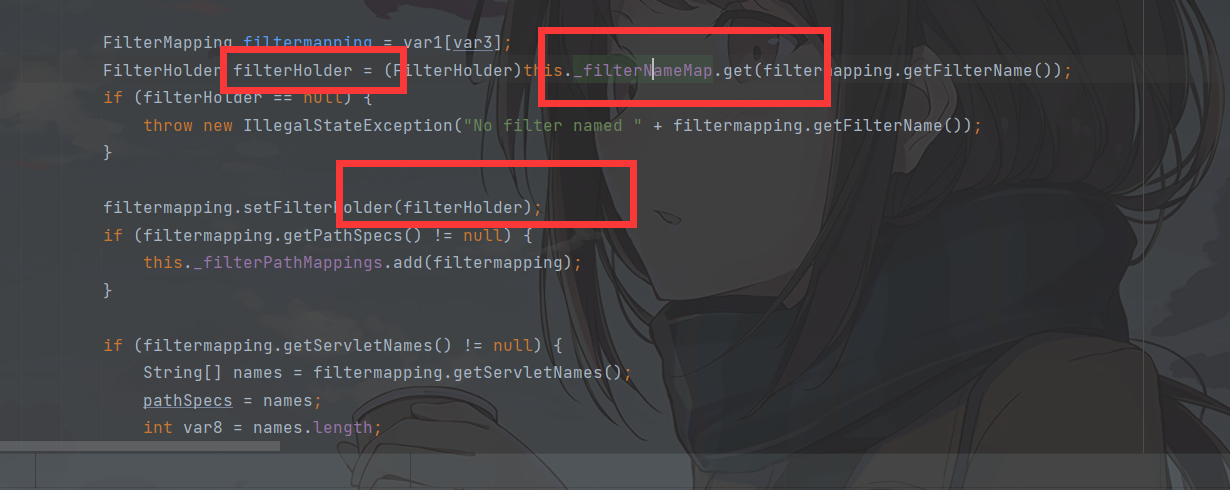 FilterMapping filtermapping = var1[var3];
FilterHolder filterHolder = (FilterHolder)this._filterNameMap.get(filtermapping.getFilterName());
if (filterHolder == null) {
throw new IllegalStateException("No filter named " + filtermapping.getFilterName());
}
filtermapping.setFilterHolder(filterHolder);
if (filtermapping.getPathSpecs() != null) {
this._filterPathMappings.add(filtermapping);
}
if (filtermapping.getServletNames() != null) {
String[] names = filtermapping.getServletNames();
pathSpecs = names;
int var8 = names.length;